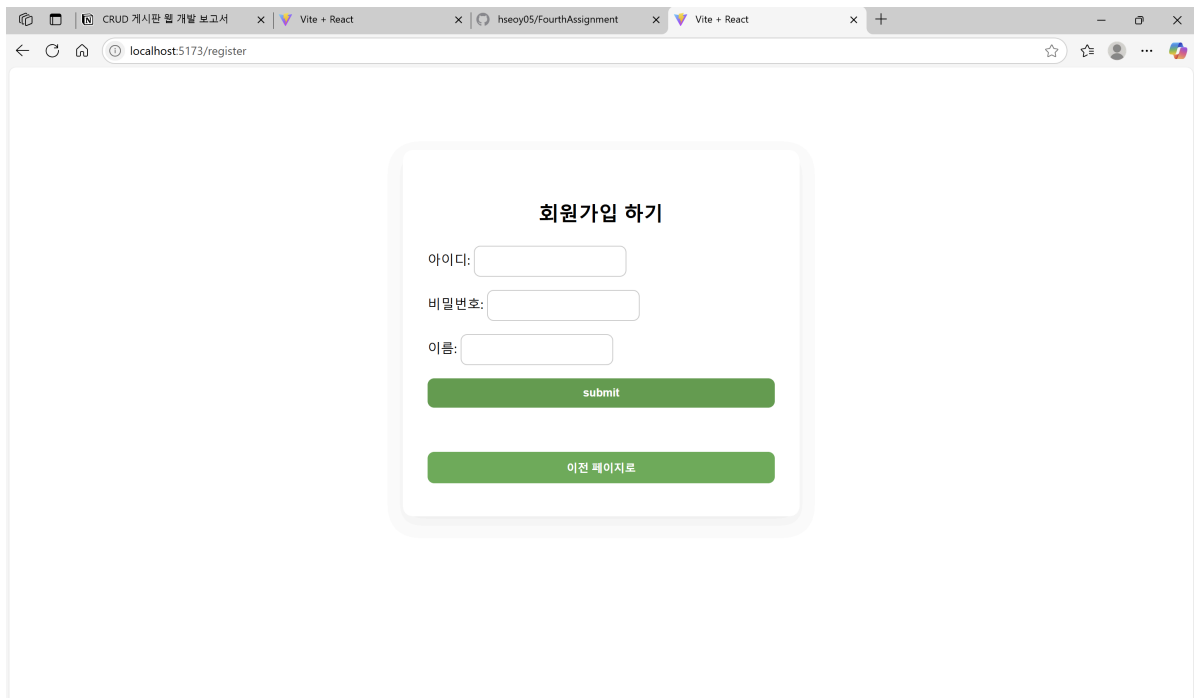 CRUD 게시판 웹 개발 보고서
Vite + React
hseoy05/FourthAssignment
Vite + React
localhost:5173/register
회원가입 하기
아이디:
비밀번호:
이름:
submit
이전 페이지로